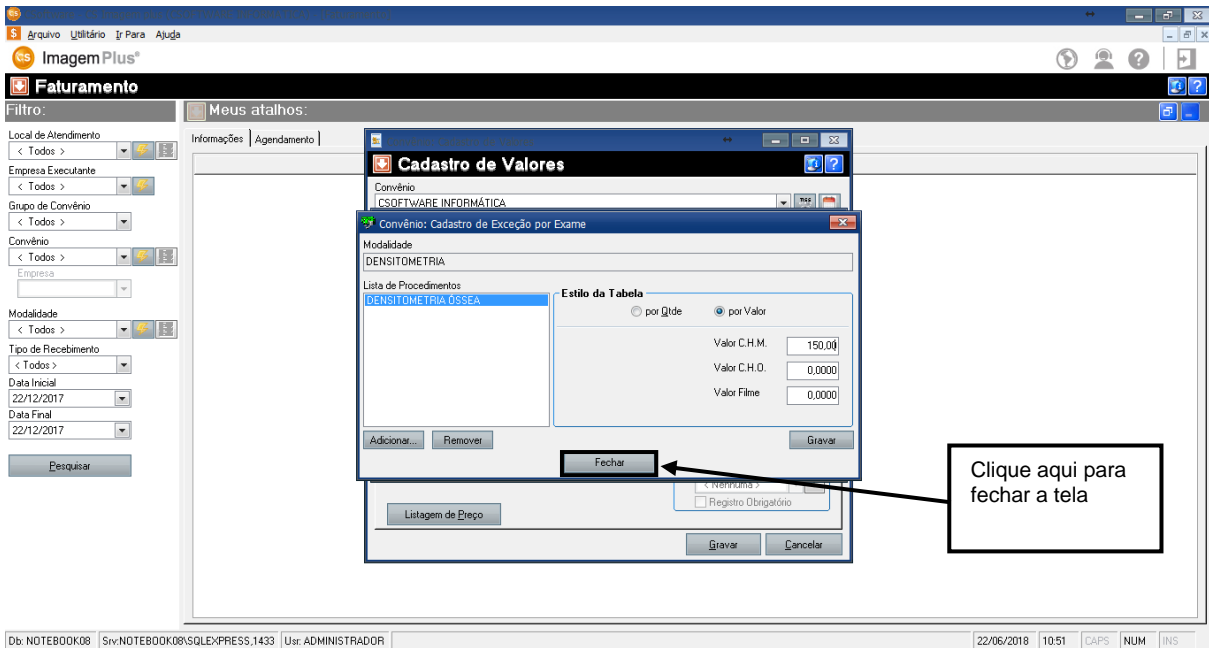 Arquivo Utilitário Ir Para Ajuda
ImagemPlus®
Faturamento
Filtro:
Meus atalhos:
Local de Atendimento
< Todos >
Empresa Executante
< Todos >
Grupo de Convênio
< Todos >
Convênio
< Todos >
Empresa
Modalidade
< Todos >
Tipo de Recebimento
< Todos >
Data Inicial
22/12/2017
Data Final
22/12/2017
Pesquisar
Informações Agendamento
Cadastro de Valores
Convênio
CSOFTWARE INFORMÁTICA
Convênio: Cadastro de Exceção por Exame
Modalidade
DENSITOMETRIA
Lista de Procedimentos
DENSITOMETRIA ÓSSEA
Estilo da Tabela
por Qtde por Valor
Valor C.H.M. 150,00
Valor C.H.O. 0,0000
Valor Filme 0,0000
Adicionar... Remover Gravar
Fechar
< Nenhuma >
Registro Obrigatório
Listagem de Preço
Gravar Cancelar
Clique aqui para
fechar a tela
Db: NOTEBOOK08 Srv:NOTEBOOK08\SQLEXPRESS,1433 Usr: ADMINISTRADOR 22/06/2018 10:51 CAPS NUM INS